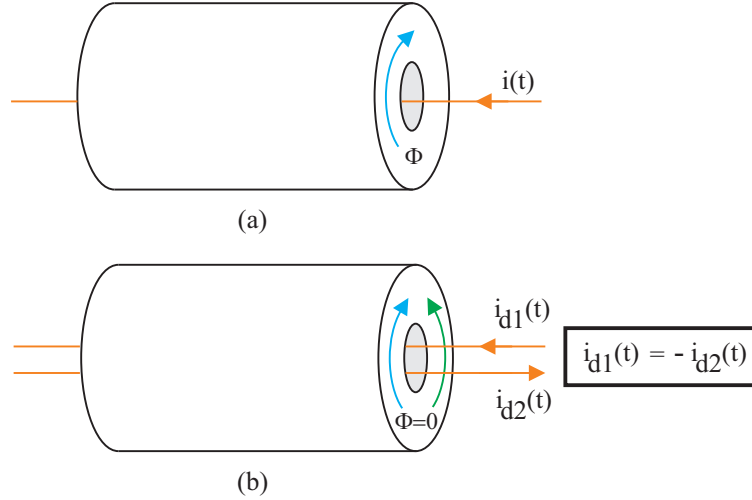 i(t)
Φ
(a)
i_d1(t)
i_d1(t) = - i_d2(t)
i_d2(t)
Φ=0
(b)